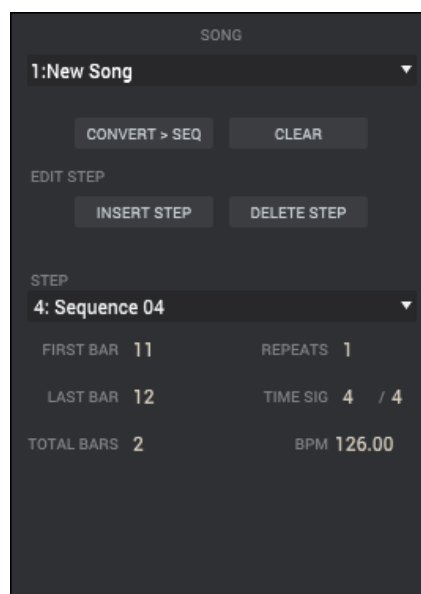 SONG
1:New Song
CONVERT > SEQ CLEAR
EDIT STEP
INSERT STEP DELETE STEP
STEP
4: Sequence 04
FIRST BAR 11 REPEATS 1
LAST BAR 12 TIME SIG 4 / 4
TOTAL BARS 2 BPM 126.00